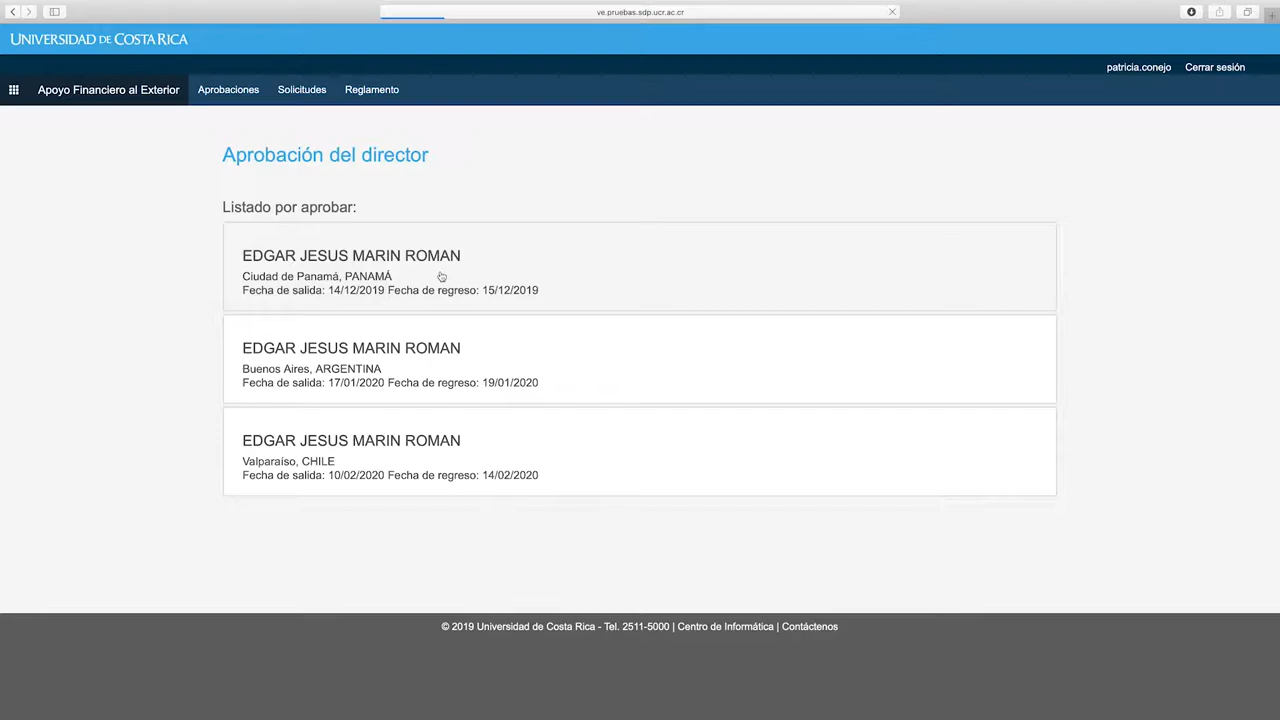 ve.pruebas.sdp.ucr.ac.cr
UNIVERSIDAD DE COSTA RICA
patricia.conejo Cerrar sesión
Apoyo Financiero al Exterior Aprobaciones Solicitudes Reglamento
Aprobación del director
Listado por aprobar:
EDGAR JESUS MARIN ROMAN
Ciudad de Panamá, PANAMÁ
Fecha de salida: 14/12/2019 Fecha de regreso: 15/12/2019
EDGAR JESUS MARIN ROMAN
Buenos Aires, ARGENTINA
Fecha de salida: 17/01/2020 Fecha de regreso: 19/01/2020
EDGAR JESUS MARIN ROMAN
Valparaíso, CHILE
Fecha de salida: 10/02/2020 Fecha de regreso: 14/02/2020
© 2019 Universidad de Costa Rica - Tel. 2511-5000 | Centro de Informática | Contáctenos